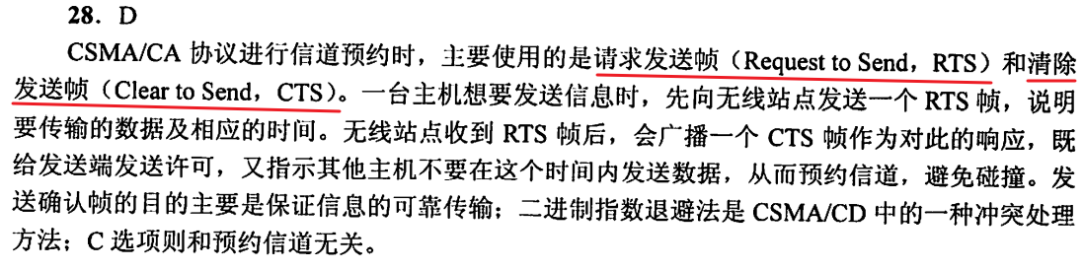 28．D
CSMA/CA 协议进行信道预约时，主要使用的是请求发送帧（Request to Send，RTS）和清除
发送帧（Clear to Send，CTS）。一台主机想要发送信息时，先向无线站点发送一个 RTS 帧，说明
要传输的数据及相应的时间。无线站点收到 RTS 帧后，会广播一个 CTS 帧作为对此的响应，既
给发送端发送许可，又指示其他主机不要在这个时间内发送数据，从而预约信道，避免碰撞。发
送确认帧的目的主要是保证信息的可靠传输；二进制指数退避法是 CSMA/CD 中的一种冲突处理
方法；C 选项则和预约信道无关。